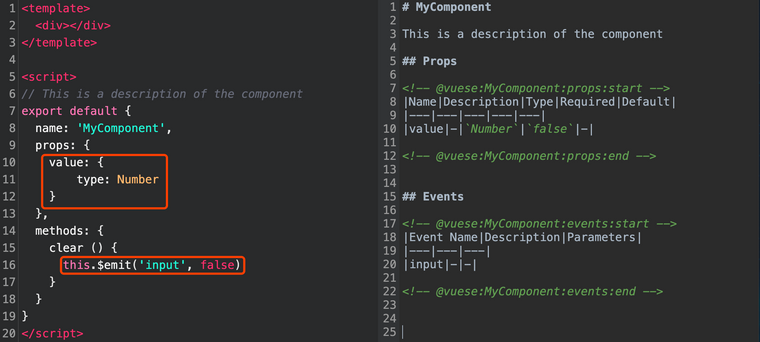 1 <template>
2   <div></div>
3 </template>
4
5 <script>
6 // This is a description of the component
7 export default {
8   name: 'MyComponent',
9   props: {
10     value: {
11         type: Number
12     }
13   },
14   methods: {
15     clear () {
16       this.$emit('input', false)
17     }
18   }
19 }
20 </script>
1 # MyComponent
2
3 This is a description of the component
4
5 ## Props
6
7 <!-- @vuese:MyComponent:props:start -->
8 |Name|Description|Type|Required|Default|
9 |---|---|---|---|---|
10 |value|-|`Number`|`false`|-|
11
12 <!-- @vuese:MyComponent:props:end -->
13
14
15 ## Events
16
17 <!-- @vuese:MyComponent:events:start -->
18 |Event Name|Description|Parameters|
19 |---|---|---|
20 |input|-|-|
21
22 <!-- @vuese:MyComponent:events:end -->
23
24
25